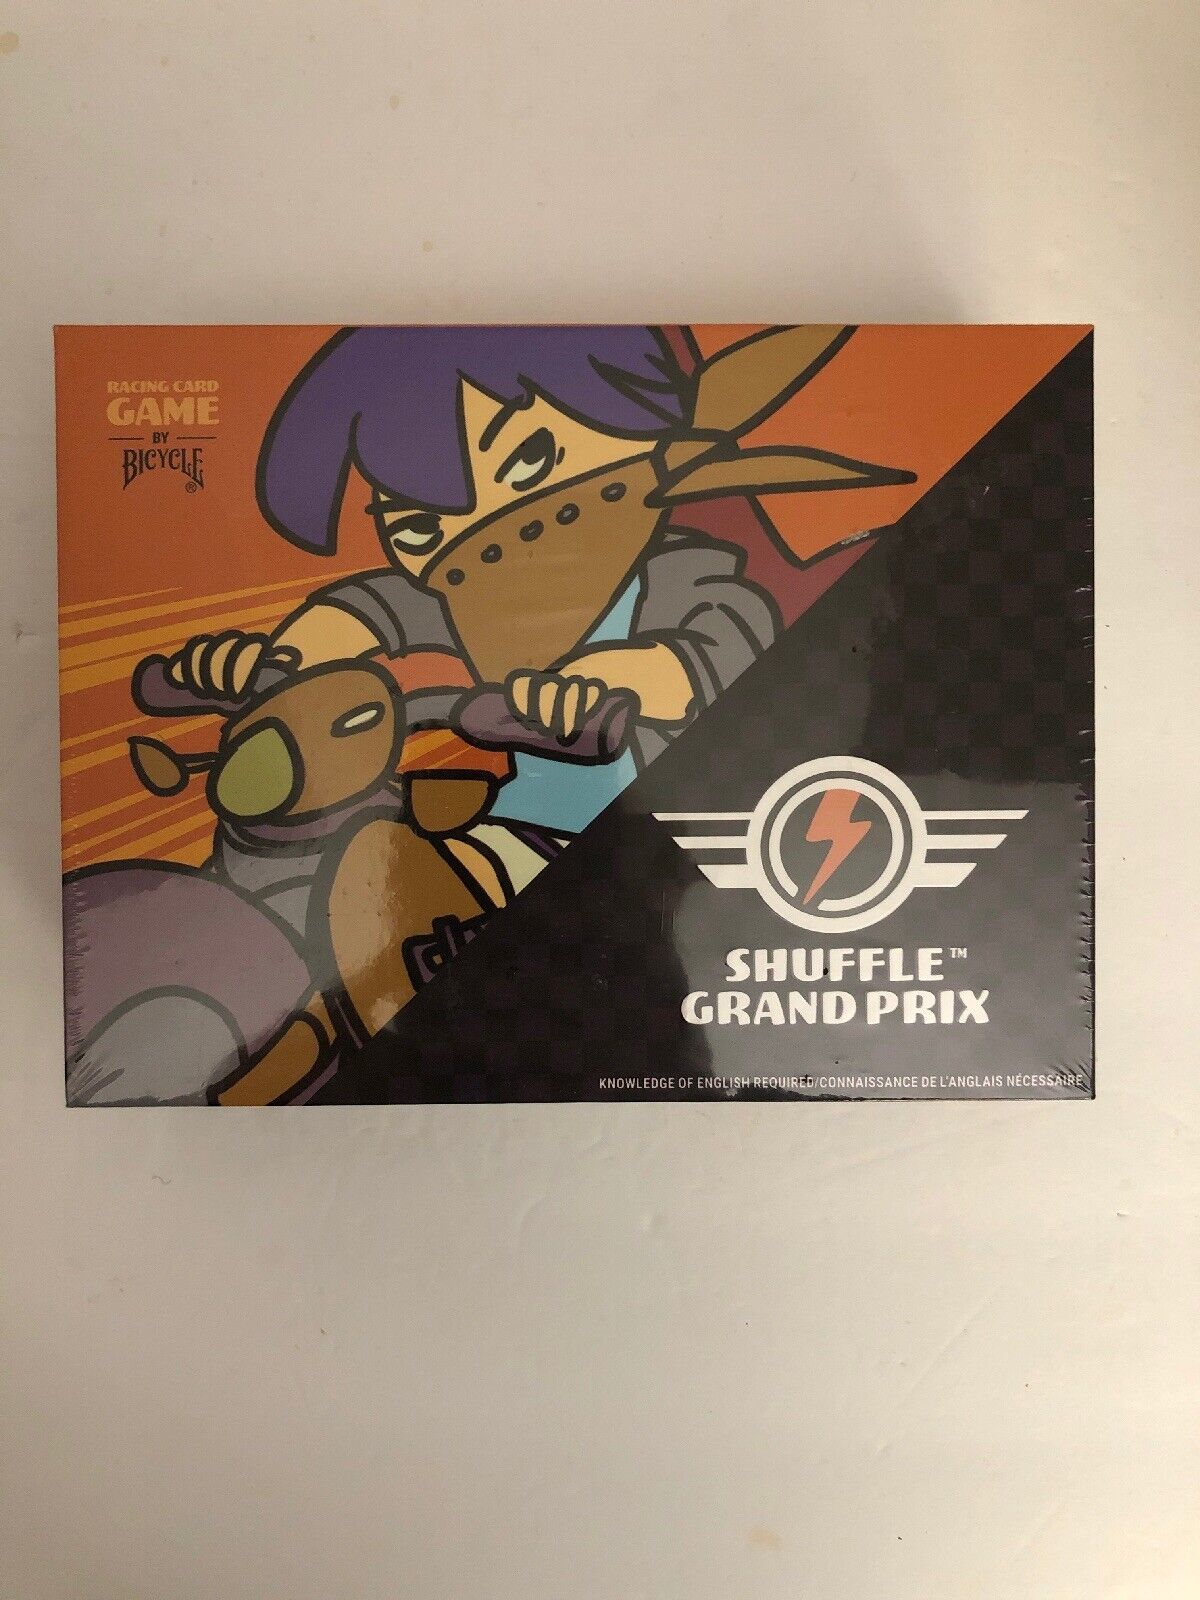 RACING CARD
GAME
BY
BICYCLE®
SHUFFLE™
GRAND PRIX
KNOWLEDGE OF ENGLISH REQUIRED/CONNAISSANCE DE L'ANGLAIS NÉCESSAIRE